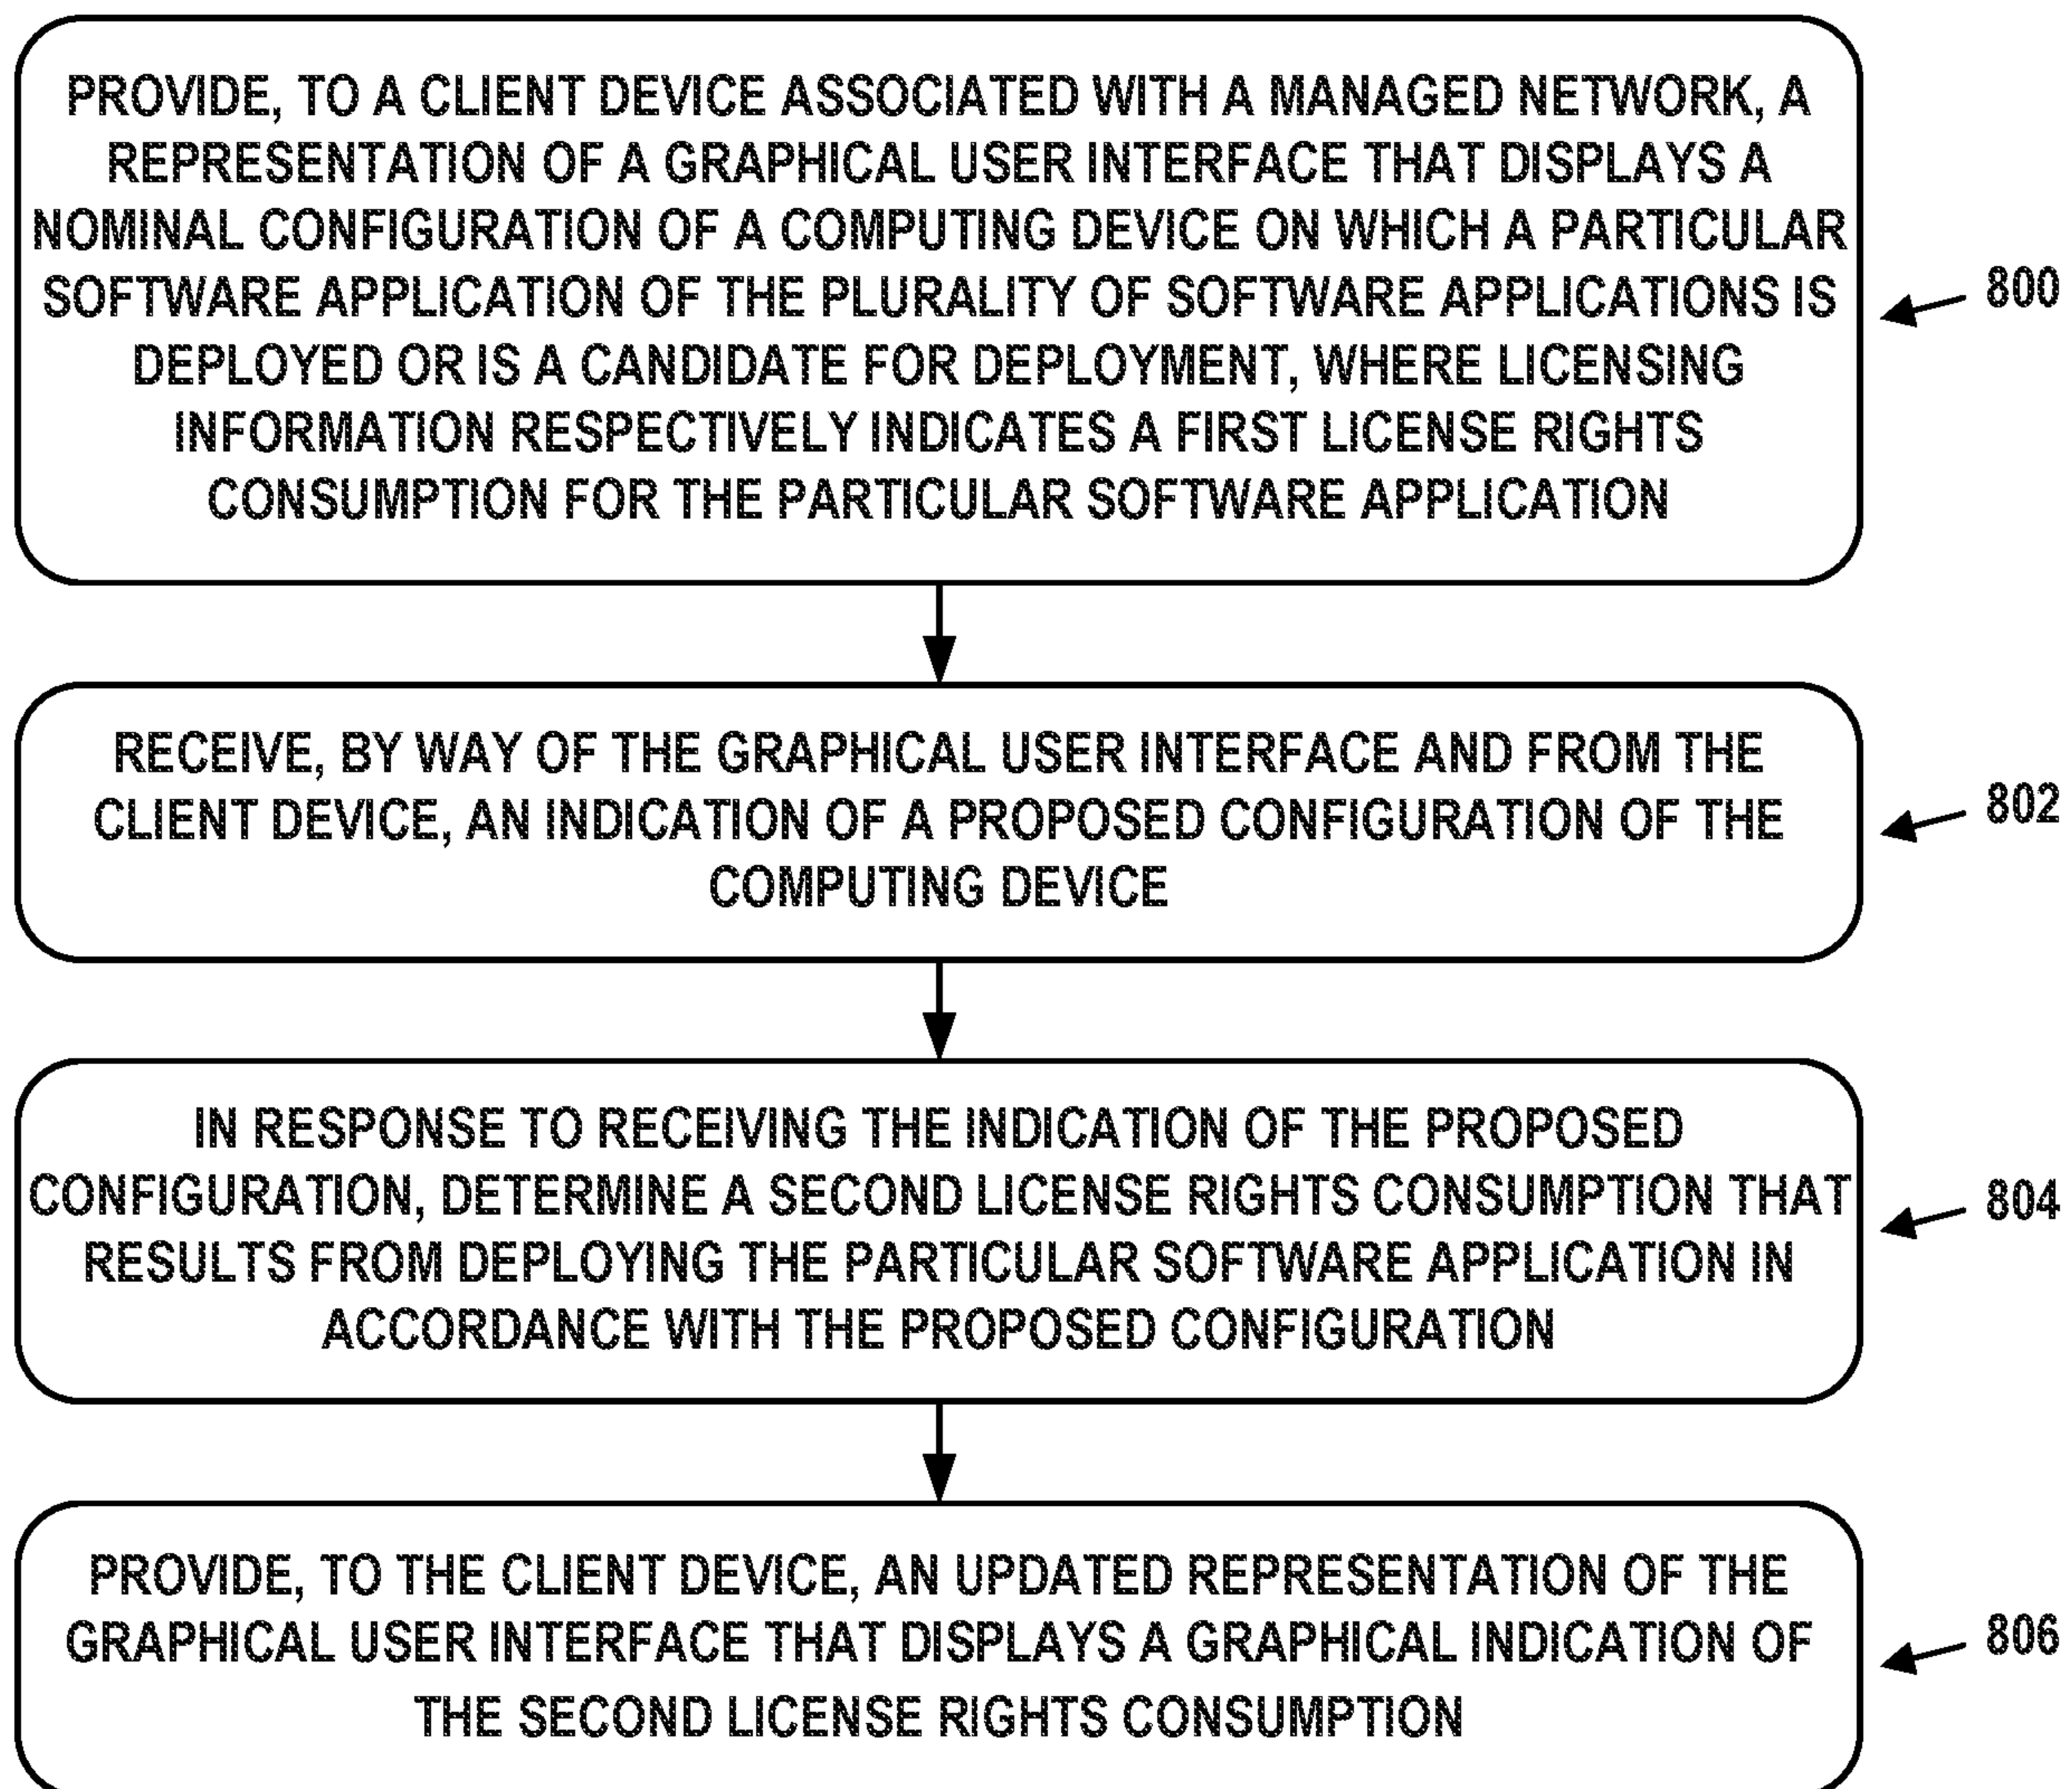 PROVIDE, TO A CLIENT DEVICE ASSOCIATED WITH A MANAGED NETWORK, A
REPRESENTATION OF A GRAPHICAL USER INTERFACE THAT DISPLAYS A
NOMINAL CONFIGURATION OF A COMPUTING DEVICE ON WHICH A PARTICULAR
SOFTWARE APPLICATION OF THE PLURALITY OF SOFTWARE APPLICATIONS IS
DEPLOYED OR IS A CANDIDATE FOR DEPLOYMENT, WHERE LICENSING
INFORMATION RESPECTIVELY INDICATES A FIRST LICENSE RIGHTS
CONSUMPTION FOR THE PARTICULAR SOFTWARE APPLICATION
800
RECEIVE, BY WAY OF THE GRAPHICAL USER INTERFACE AND FROM THE
CLIENT DEVICE, AN INDICATION OF A PROPOSED CONFIGURATION OF THE
COMPUTING DEVICE
802
IN RESPONSE TO RECEIVING THE INDICATION OF THE PROPOSED
CONFIGURATION, DETERMINE A SECOND LICENSE RIGHTS CONSUMPTION THAT
RESULTS FROM DEPLOYING THE PARTICULAR SOFTWARE APPLICATION IN
ACCORDANCE WITH THE PROPOSED CONFIGURATION
804
PROVIDE, TO THE CLIENT DEVICE, AN UPDATED REPRESENTATION OF THE
GRAPHICAL USER INTERFACE THAT DISPLAYS A GRAPHICAL INDICATION OF
THE SECOND LICENSE RIGHTS CONSUMPTION
806